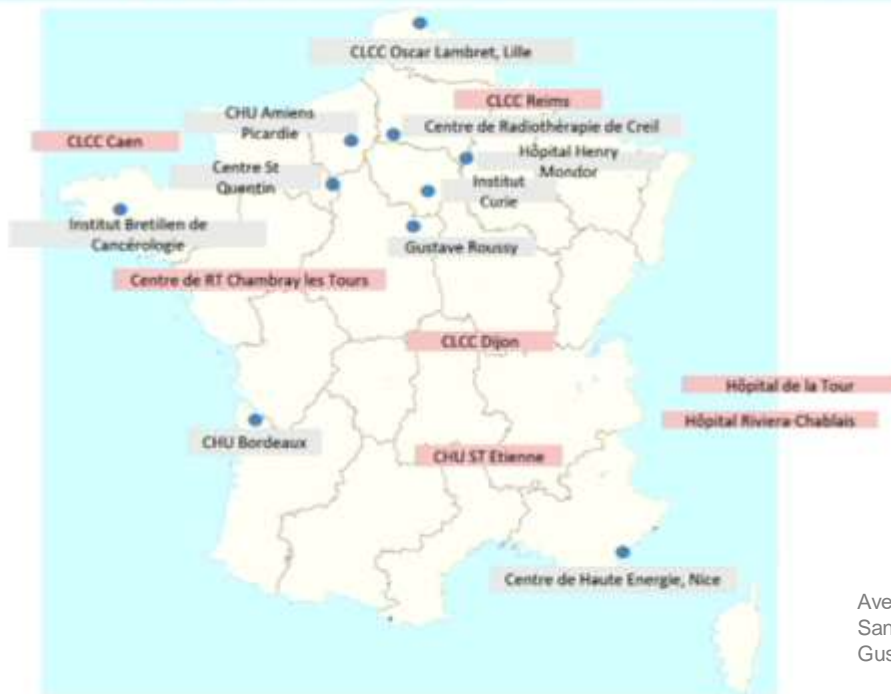 CLCC Oscar Lambret, Lille
CLCC Reims
CHU Amiens
Picardie
Centre de Radiothérapie de Creil
CLCC Caen
Hôpital Henry
Mondor
Centre St
Quentin
Institut
Curie
Institut Bretilien de
Cancérologie
Gustave Roussy
Centre de RT Chambray les Tours
CLCC Dijon
Hôpital de la Tour
Hôpital Riviera-Chablais
CHU Bordeaux
CHU ST Etienne
Centre de Haute Energie, Nice
Ave
San
Gus